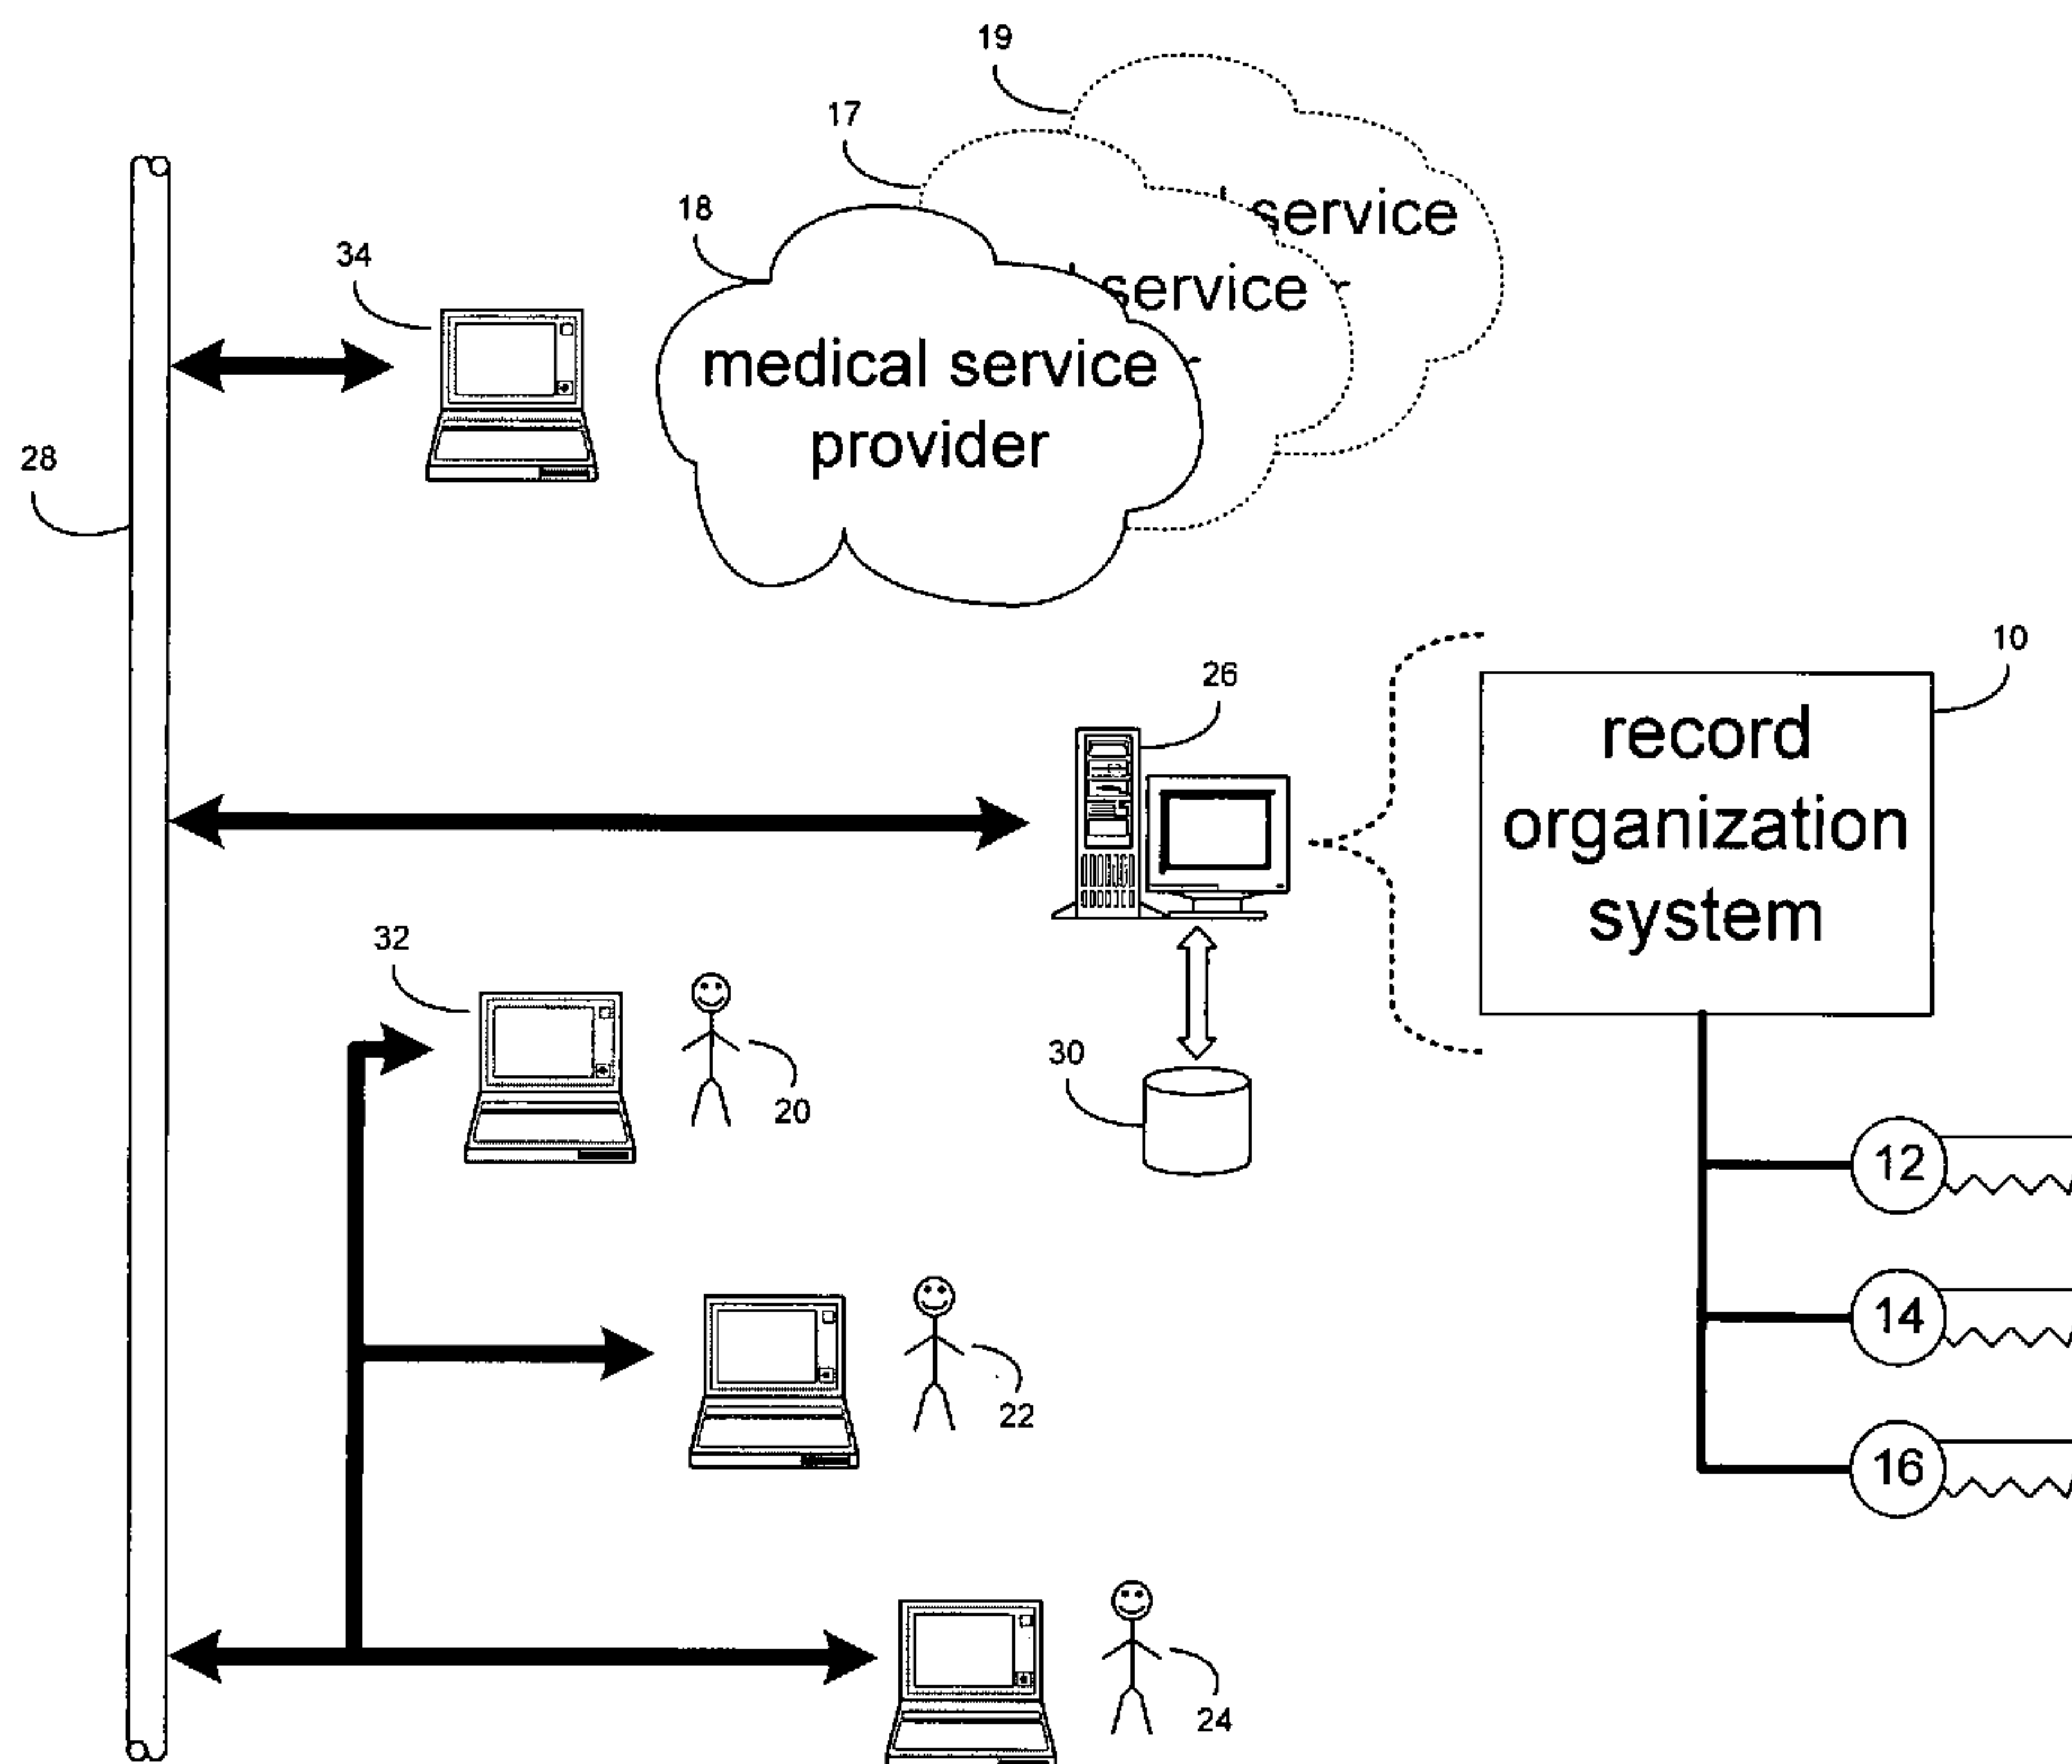 19
17
service
18
service
34
medical service
provider
28
10
26
record
organization
system
32
30
20
12
22
14
16
24